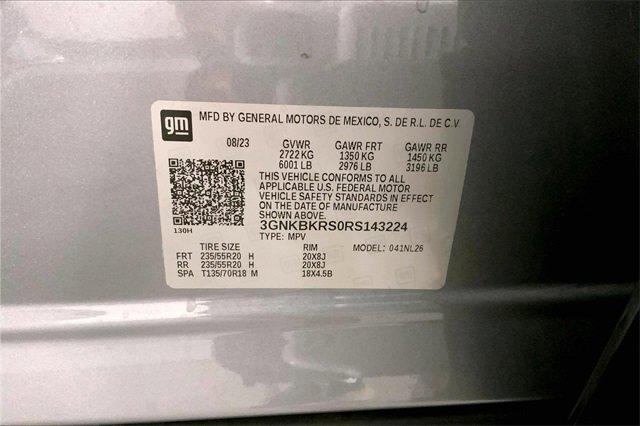 gm
MFD BY GENERAL MOTORS DE MEXICO, S. DE R.L. DE C.V.
08/23 GVWR GAWR FRT GAWR RR
2722 KG 1350 KG 1450 KG
6001 LB 2976 LB 3196 LB
THIS VEHICLE CONFORMS TO ALL
APPLICABLE U.S. FEDERAL MOTOR
VEHICLE SAFETY STANDARDS IN EFFECT
ON THE DATE OF MANUFACTURE
SHOWN ABOVE.
130H 3GNKBKRS0RS143224
TYPE: MPV MODEL: 041NL26
TIRE SIZE RIM
FRT 235/55R20 H 20X8J
RR 235/55R20 H 20X8J
SPA T135/70R18 M 18X4.5B